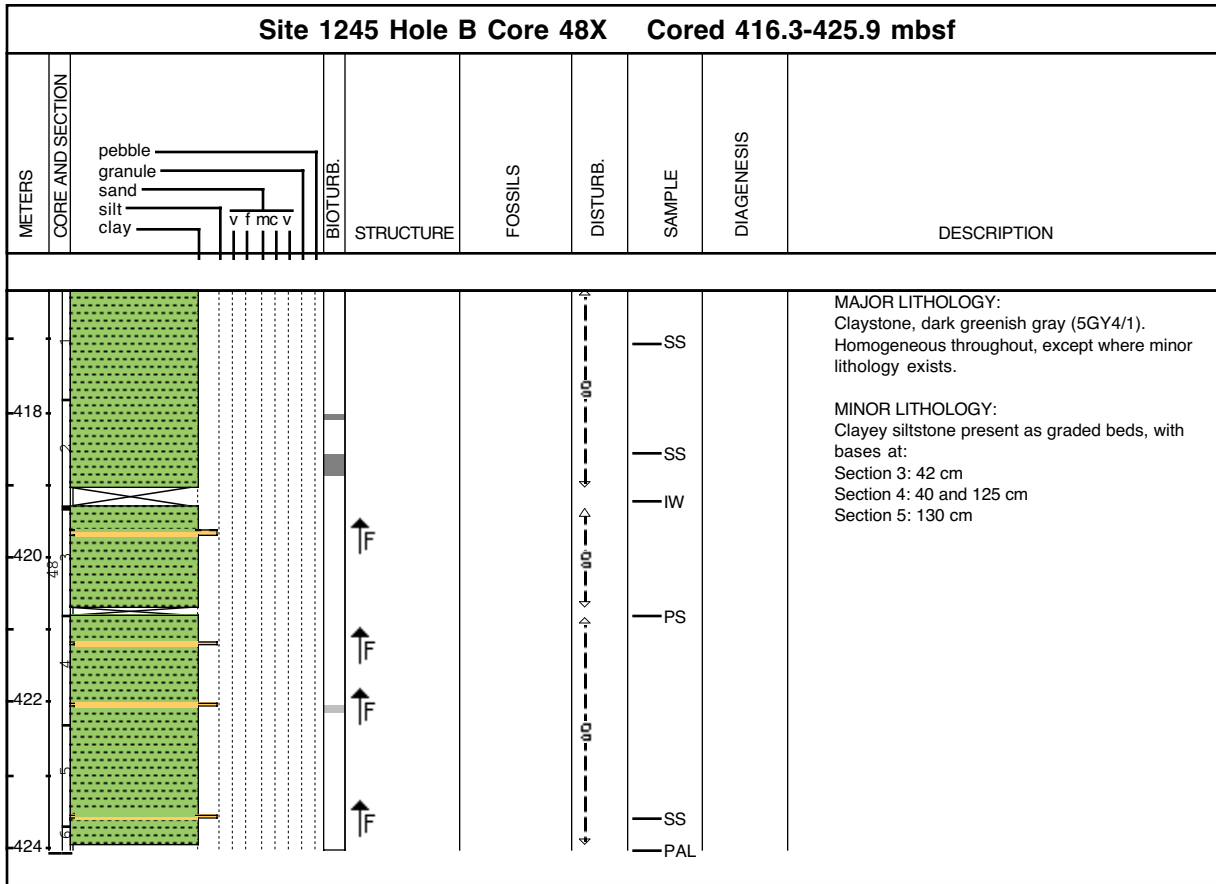 Site 1245 Hole B Core 48X Cored 416.3-425.9 mbsf
METERS
CORE AND SECTION
pebble
granule
sand
silt
v f mc v
clay
BIOTURB.
STRUCTURE
FOSSILS
DISTURB.
SAMPLE
DIAGENESIS
DESCRIPTION
MAJOR LITHOLOGY:
Claystone, dark greenish gray (5GY4/1).
Homogeneous throughout, except where minor
lithology exists.
MINOR LITHOLOGY:
Clayey siltstone present as graded beds, with
bases at:
Section 3: 42 cm
Section 4: 40 and 125 cm
Section 5: 130 cm
1
SS
418
2
SS
IW
F
420
48
3
PS
F
4
422
F
5
F
SS
6
424
PAL